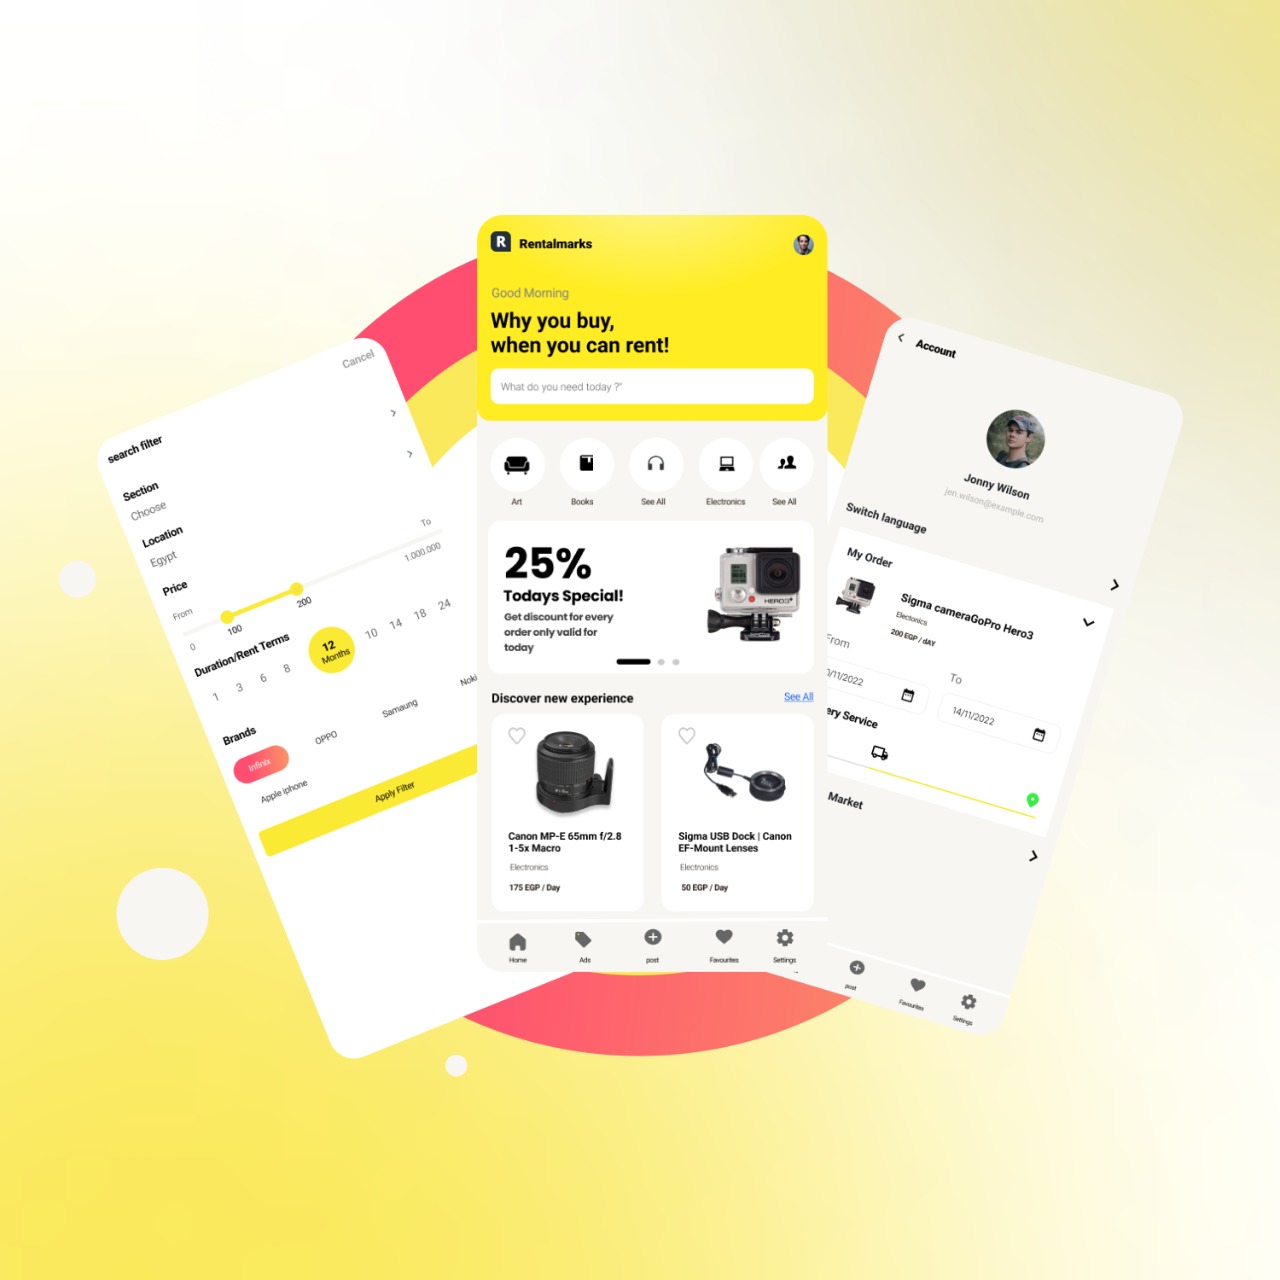 Cancel
search filter
Section
Choose
Location
Egypt
Price
From
To
0
100
200
1.000.000
Duration/Rent Terms
1
3
6
8
12
Months
10
14
18
24
Brands
Infinix
OPPO
Samaung
Noki
Apple iphone
Apply Filter
R
Rentalmarks
Good Morning
Why you buy,
when you can rent!
What do you need today ?"
Art
Books
See All
Electronics
See All
25%
Todays Special!
Get discount for every
order only valid for
today
HERO3+
Discover new experience
See All
Canon MP-E 65mm f/2.8
1-5x Macro
Electronics
175 EGP / Day
Sigma USB Dock | Canon
EF-Mount Lenses
Electronics
50 EGP / Day
Home
Ads
post
Favourites
Settings
Account
Jonny Wilson
jen.wilson@example.com
Switch language
My Order
Sigma cameraGoPro Hero3
Electonics
200 EGP / dAY
From
To
0/11/2022
14/11/2022
ery Service
Market
post
Favourites
Settings